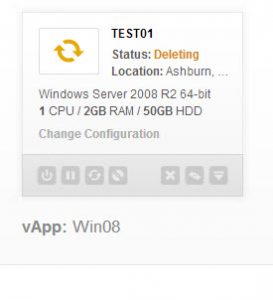 TEST01
Status: Deleting
Location: Ashburn, ...
Windows Server 2008 R2 64-bit
1 CPU / 2GB RAM / 50GB HDD
Change Configuration
vApp: Win08